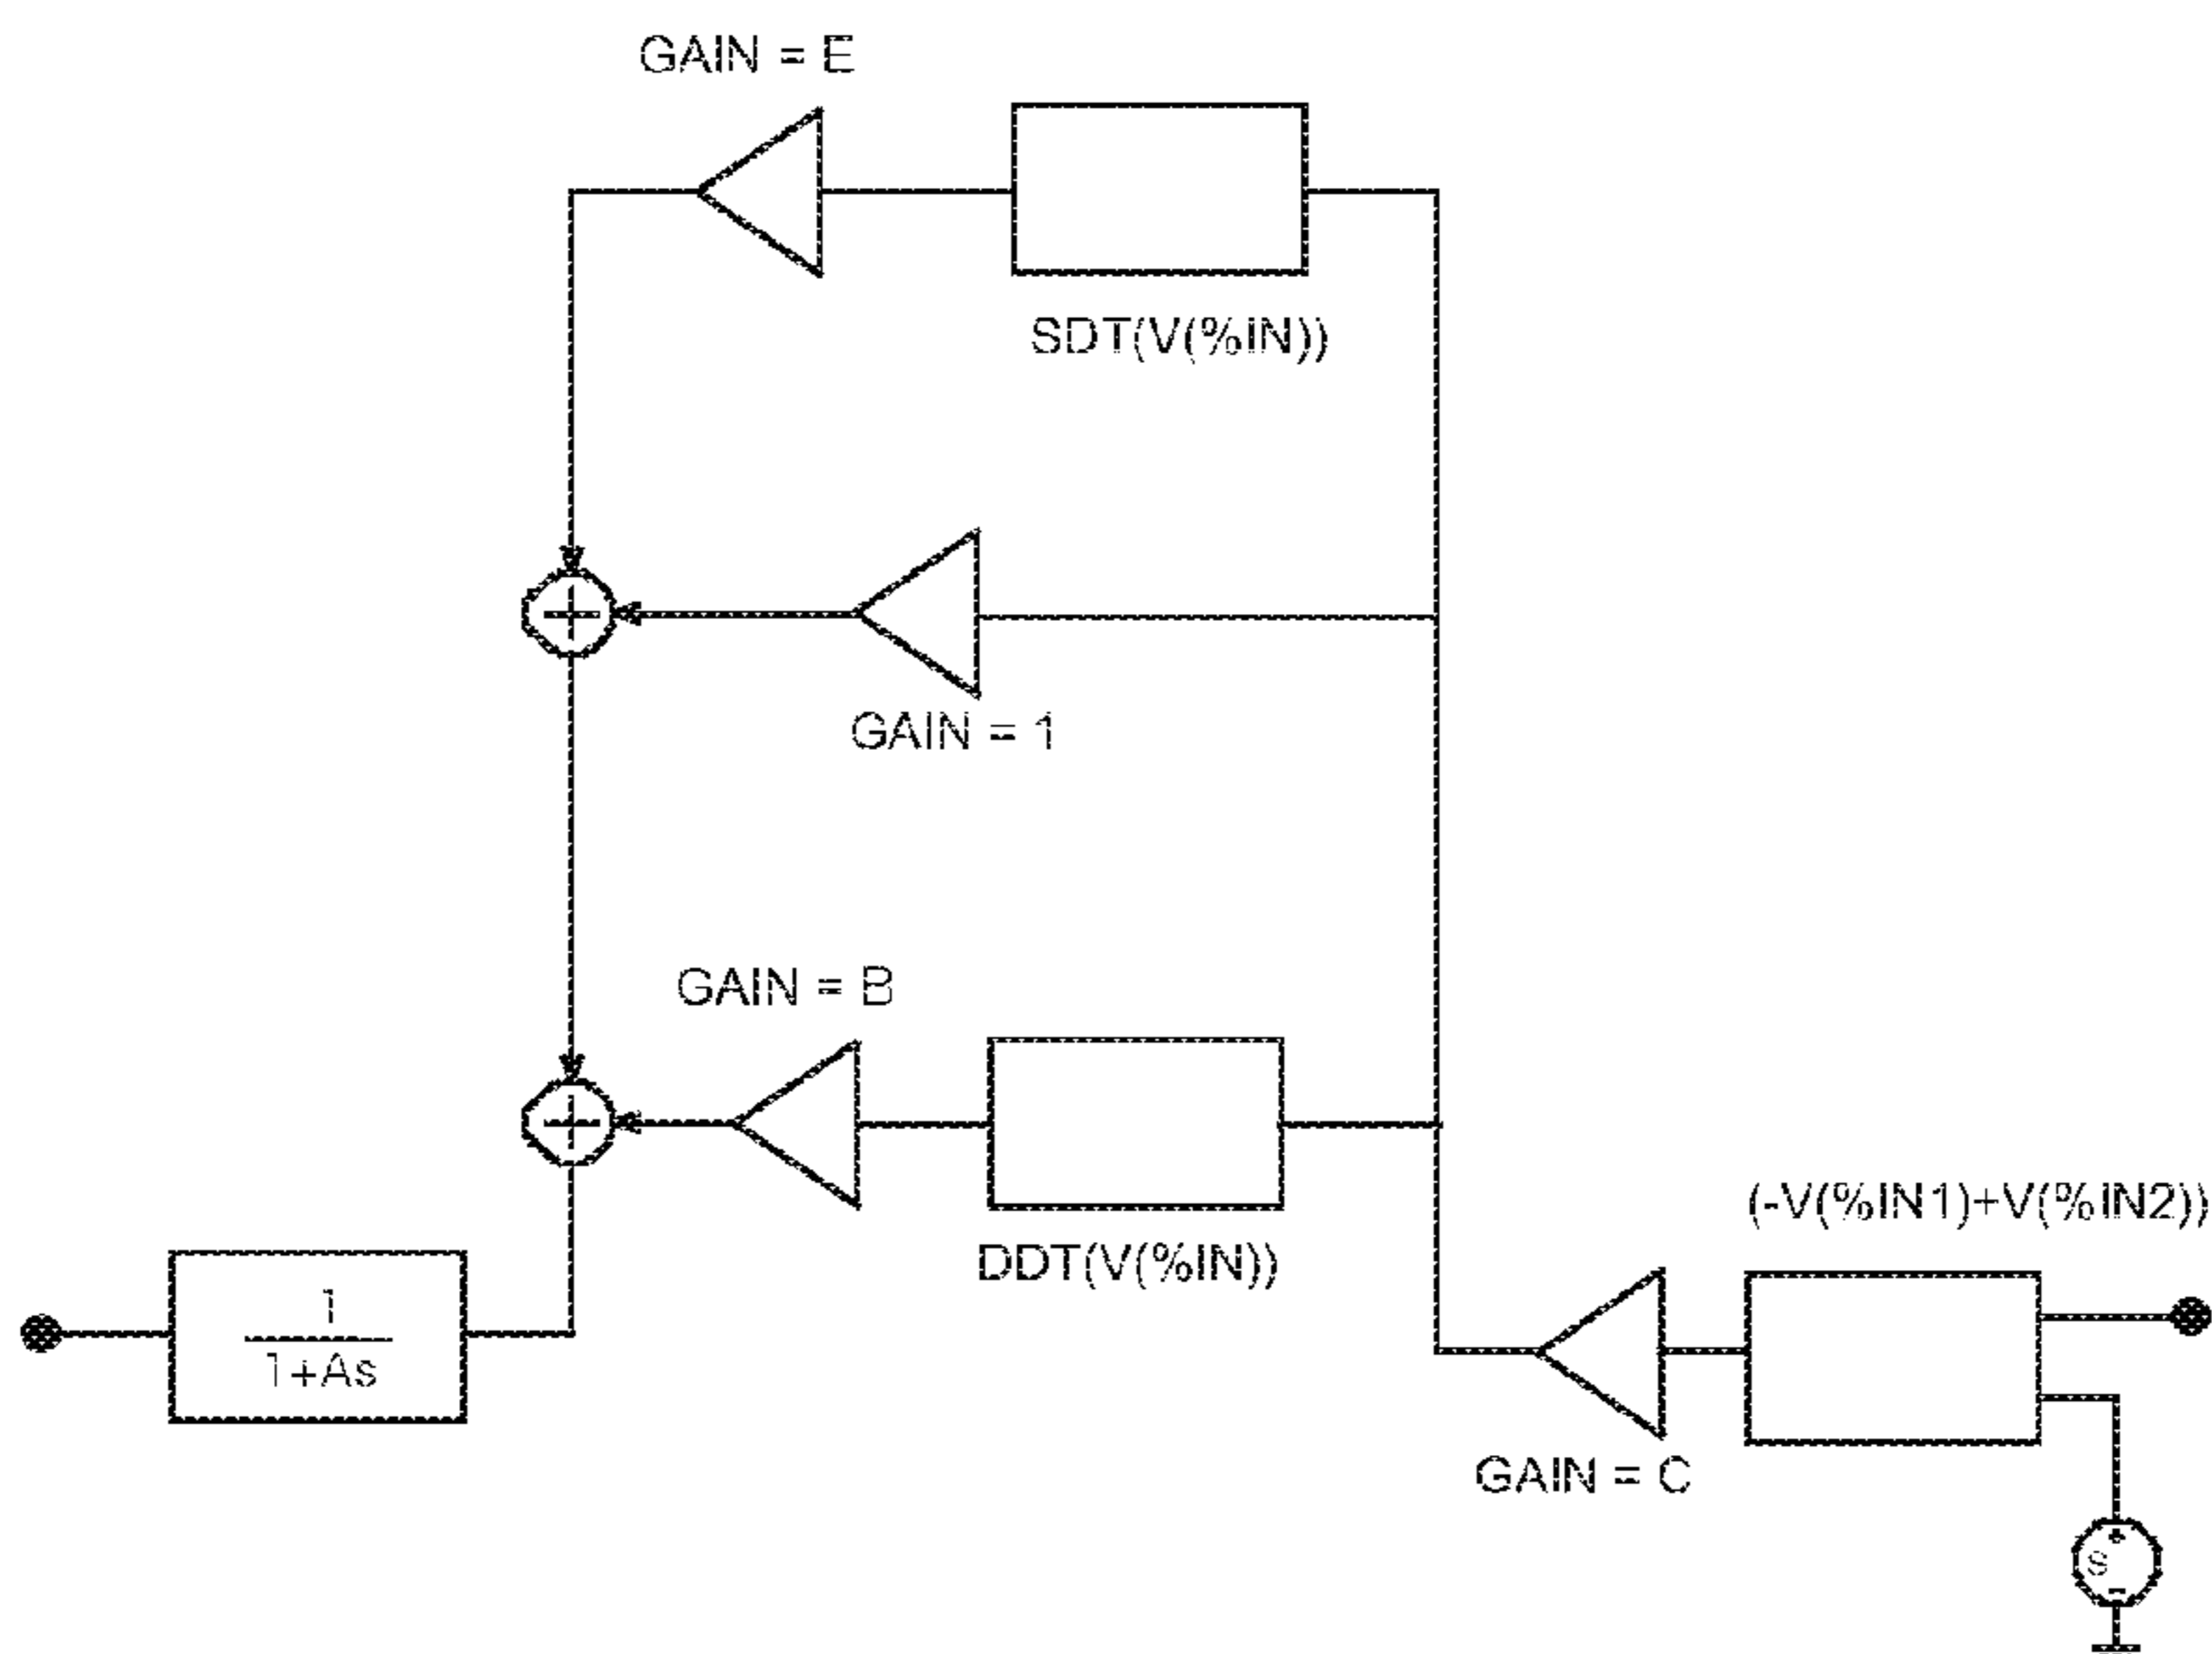 GAIN = E
SDT(V(%IN))
GAIN = 1
GAIN = B
DDT(V(%IN))
(-V(%IN1)+V(%IN2))
1
1+As
GAIN = C
+
s
-